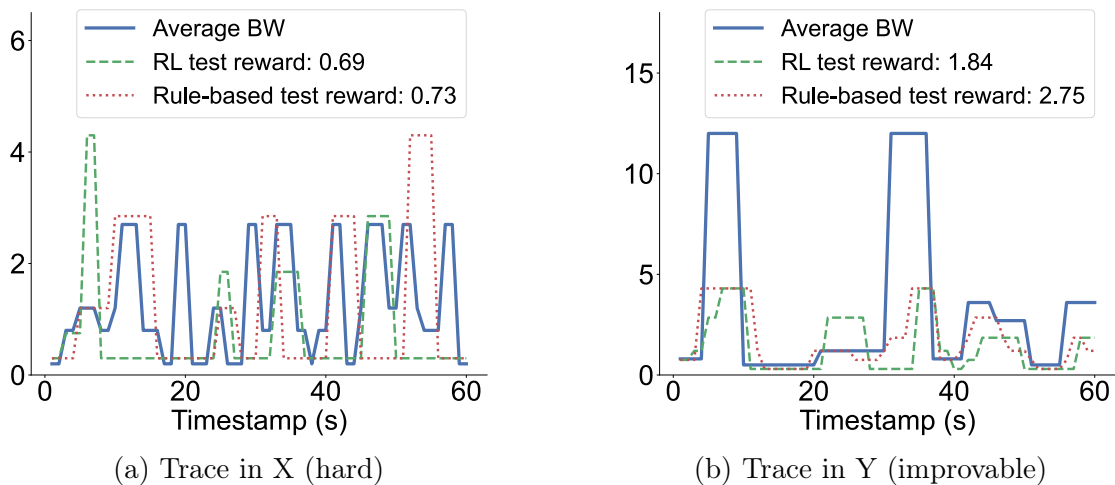 Average BW
RL test reward: 0.69
Rule-based test reward: 0.73
6
4
2
0
0 20 40 60
Timestamp (s)
(a) Trace in X (hard)
Average BW
RL test reward: 1.84
Rule-based test reward: 2.75
15
10
5
0
0 20 40 60
Timestamp (s)
(b) Trace in Y (improvable)